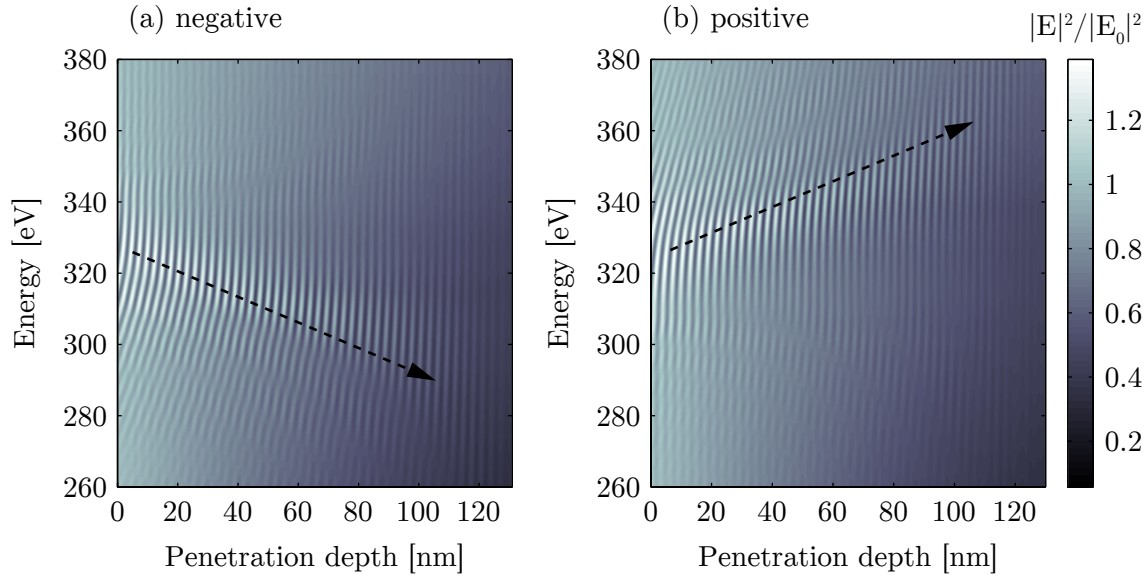 (a) negative
(b) positive
|E|²/|E₀|²
Energy [eV]
380
360
340
320
300
280
260
0 20 40 60 80 100 120
Penetration depth [nm]
Energy [eV]
380
360
340
320
300
280
260
0 20 40 60 80 100 120
Penetration depth [nm]
1.2
1
0.8
0.6
0.4
0.2